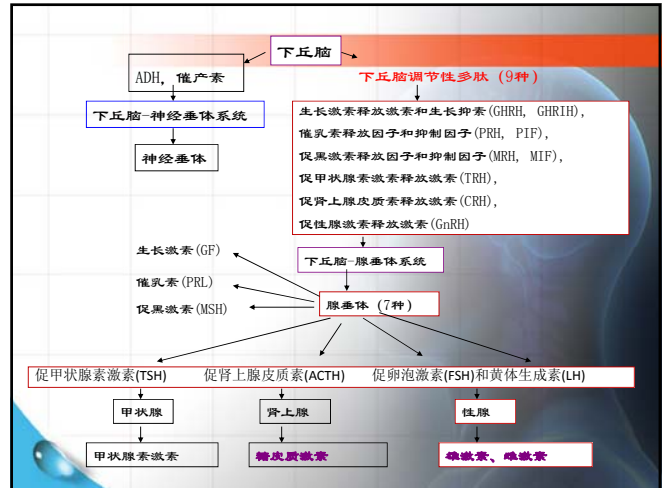 下丘脑
ADH, 催产素
下丘脑调节性多肽 (9种)
下丘脑-神经垂体系统
神经垂体
生长激素释放激素和生长抑素(GHRH, GHRIH),
催乳素释放因子和抑制因子(PRH, PIF),
促黑激素释放因子和抑制因子(MRH, MIF),
促甲状腺素激素释放激素(TRH),
促肾上腺皮质素释放激素(CRH),
促性腺激素释放激素(GnRH)
下丘脑-腺垂体系统
生长激素(GF)
催乳素(PRL)
促黑激素(MSH)
腺垂体 (7种)
促甲状腺素激素(TSH) 促肾上腺皮质素(ACTH) 促卵泡激素(FSH)和黄体生成素(LH)
甲状腺 肾上腺 性腺
甲状腺素激素 糖皮质激素 雄激素、雌激素